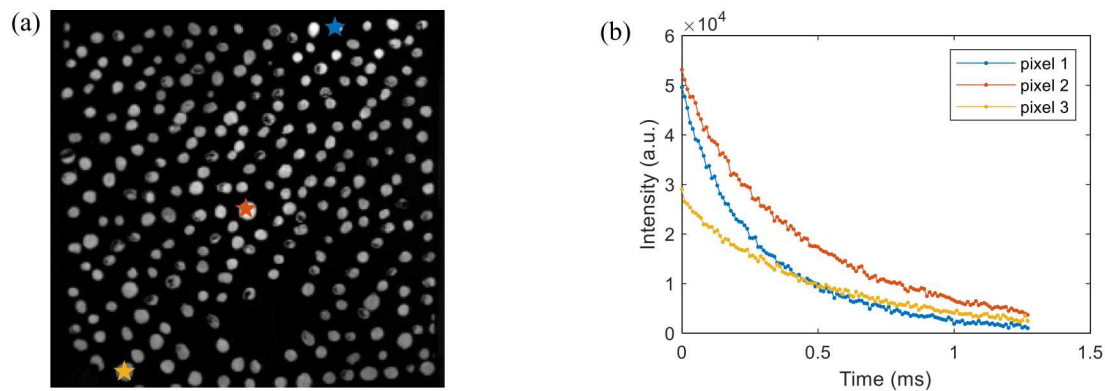 (a)
(b)
×10⁴
6
5
4
3
2
1
0
Intensity (a.u.)
pixel 1
pixel 2
pixel 3
0
0.5
1
1.5
Time (ms)